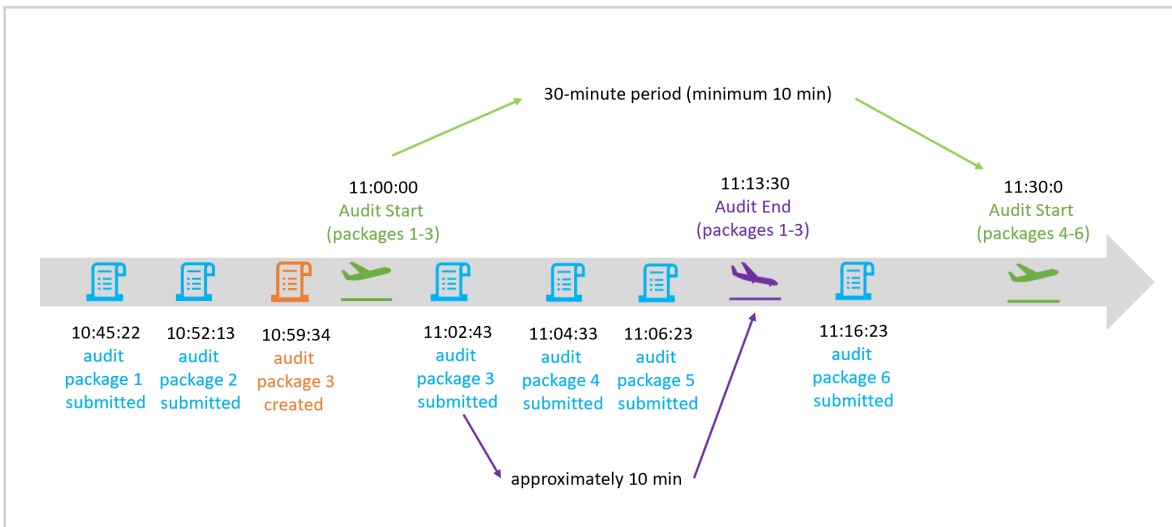 30-minute period (minimum 10 min)
11:00:00
Audit Start
(packages 1-3)
11:13:30
Audit End
(packages 1-3)
11:30:0
Audit Start
(packages 4-6)
10:45:22
audit
package 1
submitted
10:52:13
audit
package 2
submitted
10:59:34
audit
package 3
created
11:02:43
audit
package 3
submitted
11:04:33
audit
package 4
submitted
11:06:23
audit
package 5
submitted
11:16:23
audit
package 6
submitted
approximately 10 min